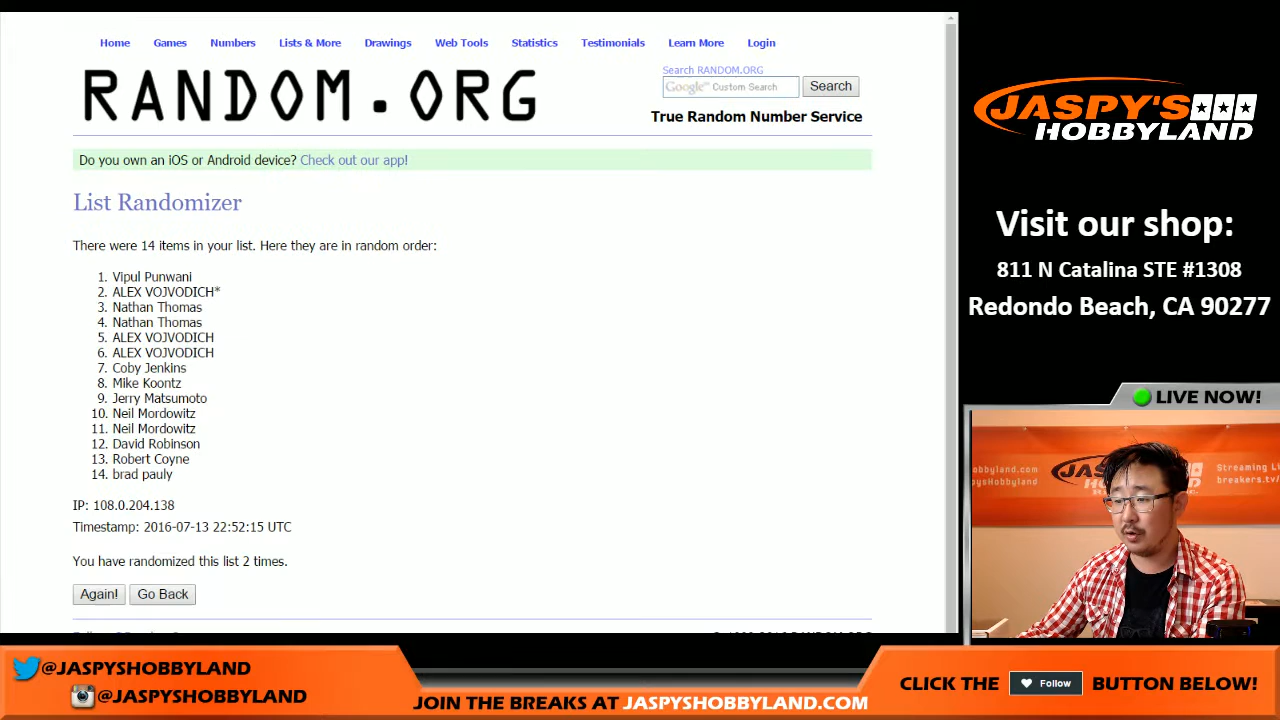 Home Games Numbers Lists & More Drawings Web Tools Statistics Testimonials Learn More Login
RANDOM.ORG
Search RANDOM.ORG
Google™ Custom Search Search
True Random Number Service
Do you own an iOS or Android device? Check out our app!
List Randomizer
There were 14 items in your list. Here they are in random order:
1. Vipul Punwani
2. ALEX VOJVODICH*
3. Nathan Thomas
4. Nathan Thomas
5. ALEX VOJVODICH
6. ALEX VOJVODICH
7. Coby Jenkins
8. Mike Koontz
9. Jerry Matsumoto
10. Neil Mordowitz
11. Neil Mordowitz
12. David Robinson
13. Robert Coyne
14. brad pauly
IP: 108.0.204.138
Timestamp: 2016-07-13 22:52:15 UTC
You have randomized this list 2 times.
Again! Go Back
JASPY'S
HOBBYLAND
Visit our shop:
811 N Catalina STE #1308
Redondo Beach, CA 90277
LIVE NOW!
hobbyland.com
Streaming Li
breakers.tv/
@JASPYSHOBBYLAND
@JASPYSHOBBYLAND
JOIN THE BREAKS AT JASPYSHOBBYLAND.COM
CLICK THE Follow BUTTON BELOW!